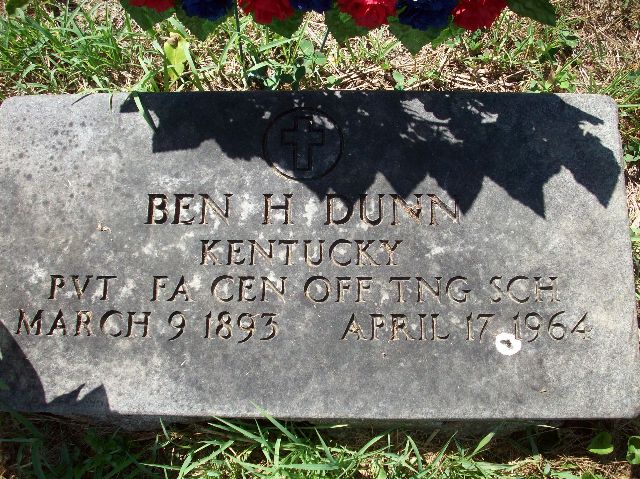 BEN H DUNN
KENTUCKY
PVT FA CEN OFF TNG SCH
MARCH 9 1893 APRIL 17 1964